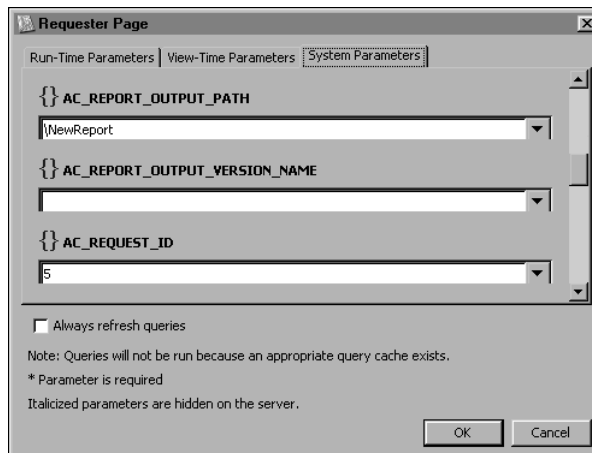 Requester Page
Run-Time Parameters View-Time Parameters System Parameters
{} AC_REPORT_OUTPUT_PATH
\NewReport
{} AC_REPORT_OUTPUT_VERSION_NAME
{} AC_REQUEST_ID
5
Always refresh queries
Note: Queries will not be run because an appropriate query cache exists.
* Parameter is required
Italicized parameters are hidden on the server.
OK Cancel